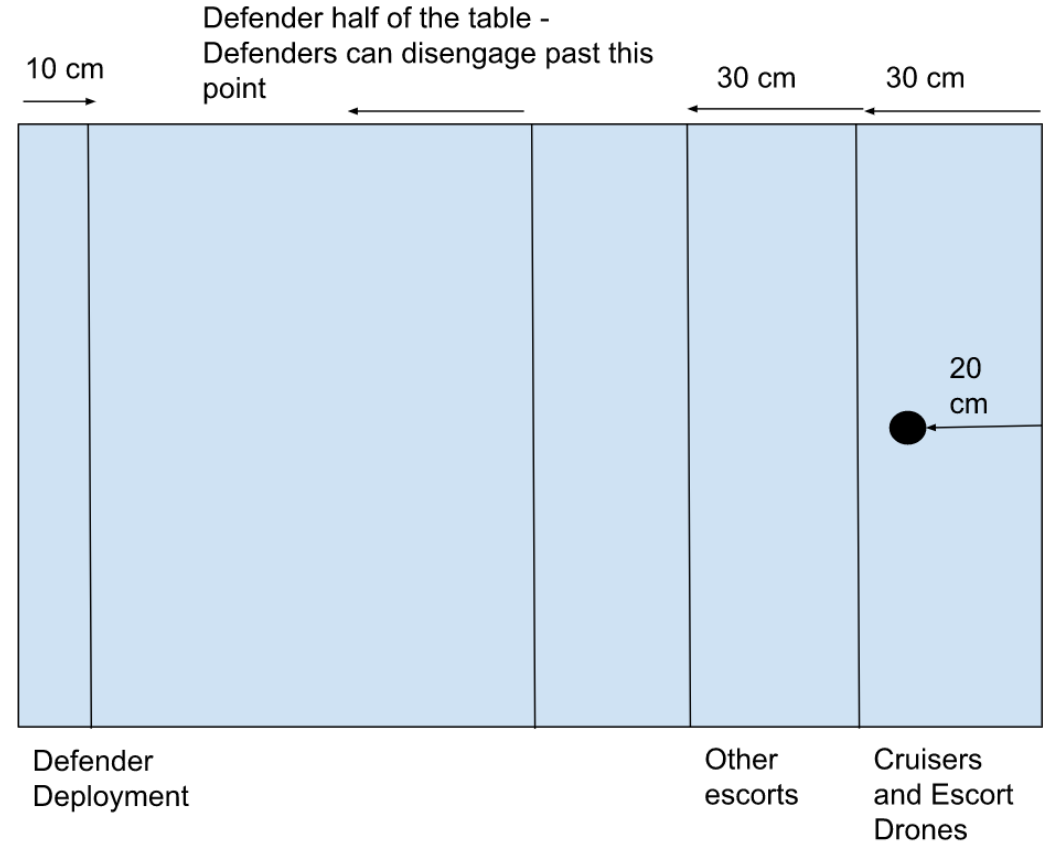 Defender half of the table -
Defenders can disengage past this
point
10 cm
30 cm
30 cm
20
cm
Defender
Deployment
Other
escorts
Cruisers
and Escort
Drones